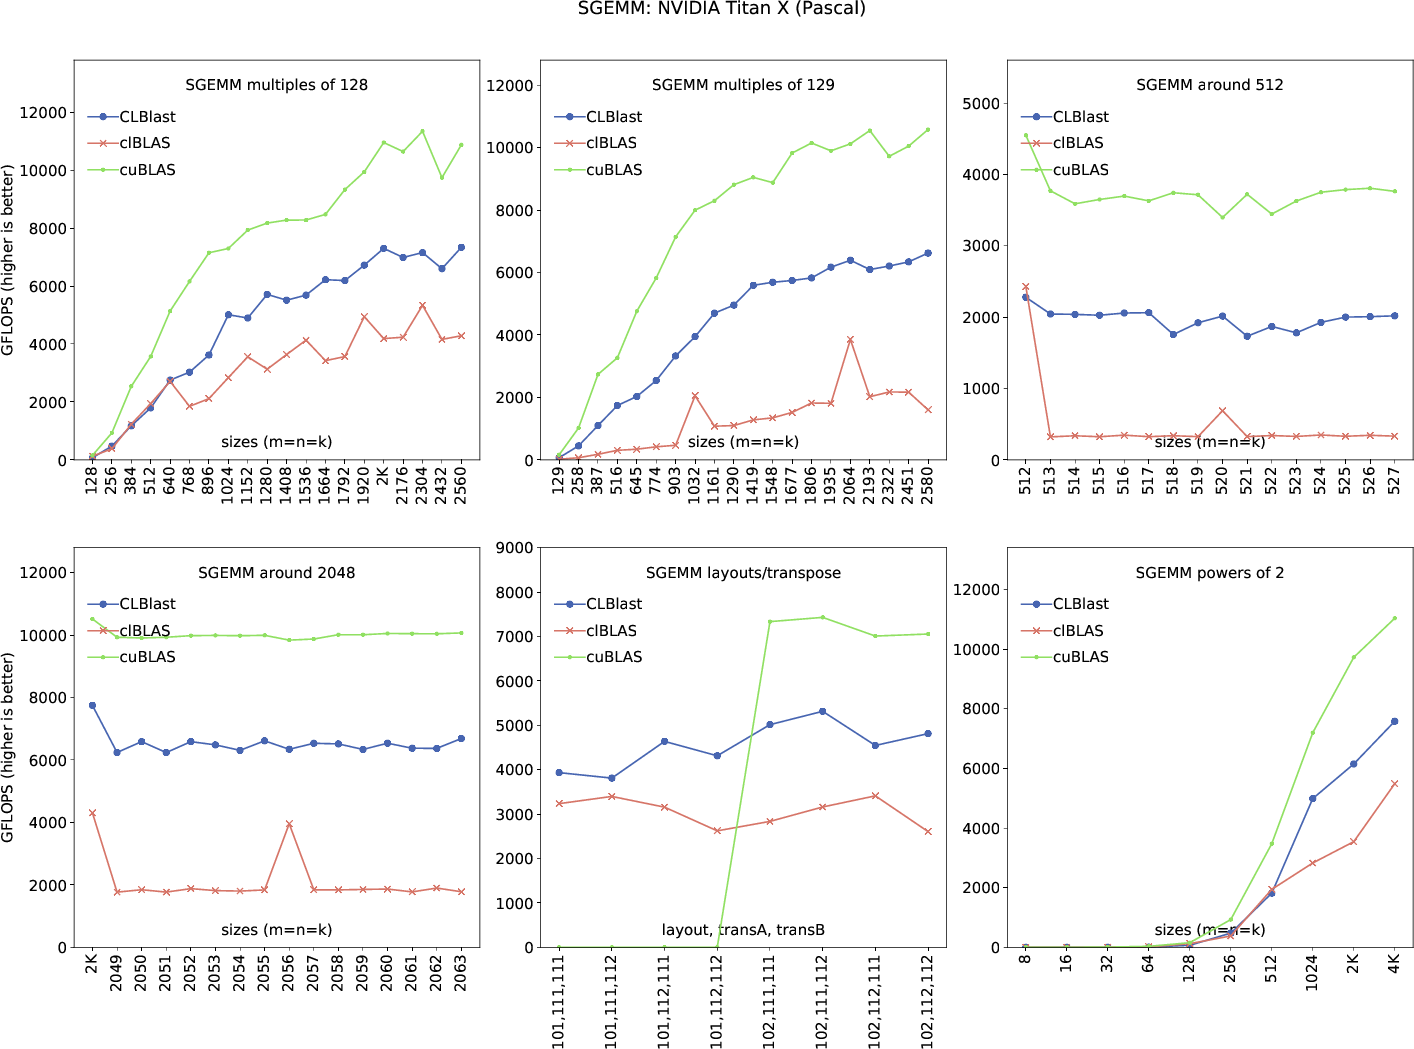 SGEMM: NVIDIA Titan X (Pascal)
SGEMM multiples of 128
CLBlast
clBLAS
cuBLAS
GFLOPS (higher is better)
12000
10000
8000
6000
4000
2000
0
sizes (m=n=k)
128 256 384 512 640 768 896 1024 1152 1280 1408 1536 1664 1792 1920 2K 2176 2304 2432 2560
SGEMM multiples of 129
CLBlast
clBLAS
cuBLAS
12000
10000
8000
6000
4000
2000
0
sizes (m=n=k)
129 258 387 516 645 774 903 1032 1161 1290 1419 1548 1677 1806 1935 2064 2193 2322 2451 2580
SGEMM around 512
CLBlast
clBLAS
cuBLAS
5000
4000
3000
2000
1000
0
sizes (m=n=k)
512 513 514 515 516 517 518 519 520 521 522 523 524 525 526 527
SGEMM around 2048
CLBlast
clBLAS
cuBLAS
GFLOPS (higher is better)
12000
10000
8000
6000
4000
2000
0
sizes (m=n=k)
2K 2049 2050 2051 2052 2053 2054 2055 2056 2057 2058 2059 2060 2061 2062 2063
SGEMM layouts/transpose
CLBlast
clBLAS
cuBLAS
9000
8000
7000
6000
5000
4000
3000
2000
1000
0
layout, transA, transB
101,111,111 101,111,112 101,112,111 101,112,112 102,111,111 102,111,112 102,112,111 102,112,112
SGEMM powers of 2
CLBlast
clBLAS
cuBLAS
12000
10000
8000
6000
4000
2000
0
sizes (m=n=k)
8 16 32 64 128 256 512 1024 2K 4K